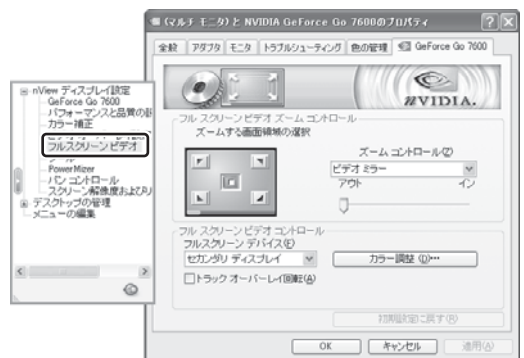 (マルチ モニタ) と NVIDIA GeForce Go 7600のプロパティ
全般 アダプタ モニタ トラブルシューティング 色の管理 GeForce Go 7600
NVIDIA.
フル スクリーン ビデオ ズーム コントロール
ズームする画面領域の選択
ズーム コントロール(Z)
ビデオ ミラー
アウト イン
フル スクリーン ビデオ コントロール
フルスクリーン デバイス(E)
セカンダリ ディスプレイ
カラー調整 (D)...
トラック オーバーレイ回転(A)
初期設定に戻す(R)
OK キャンセル 適用(A)
nView ディスプレイ設定
GeForce Go 7600
パフォーマンスと品質の
カラー補正
フルスクリーン ビデオ
PowerMizer
パン コントロール
スクリーン解像度および
デスクトップの管理
メニューの編集